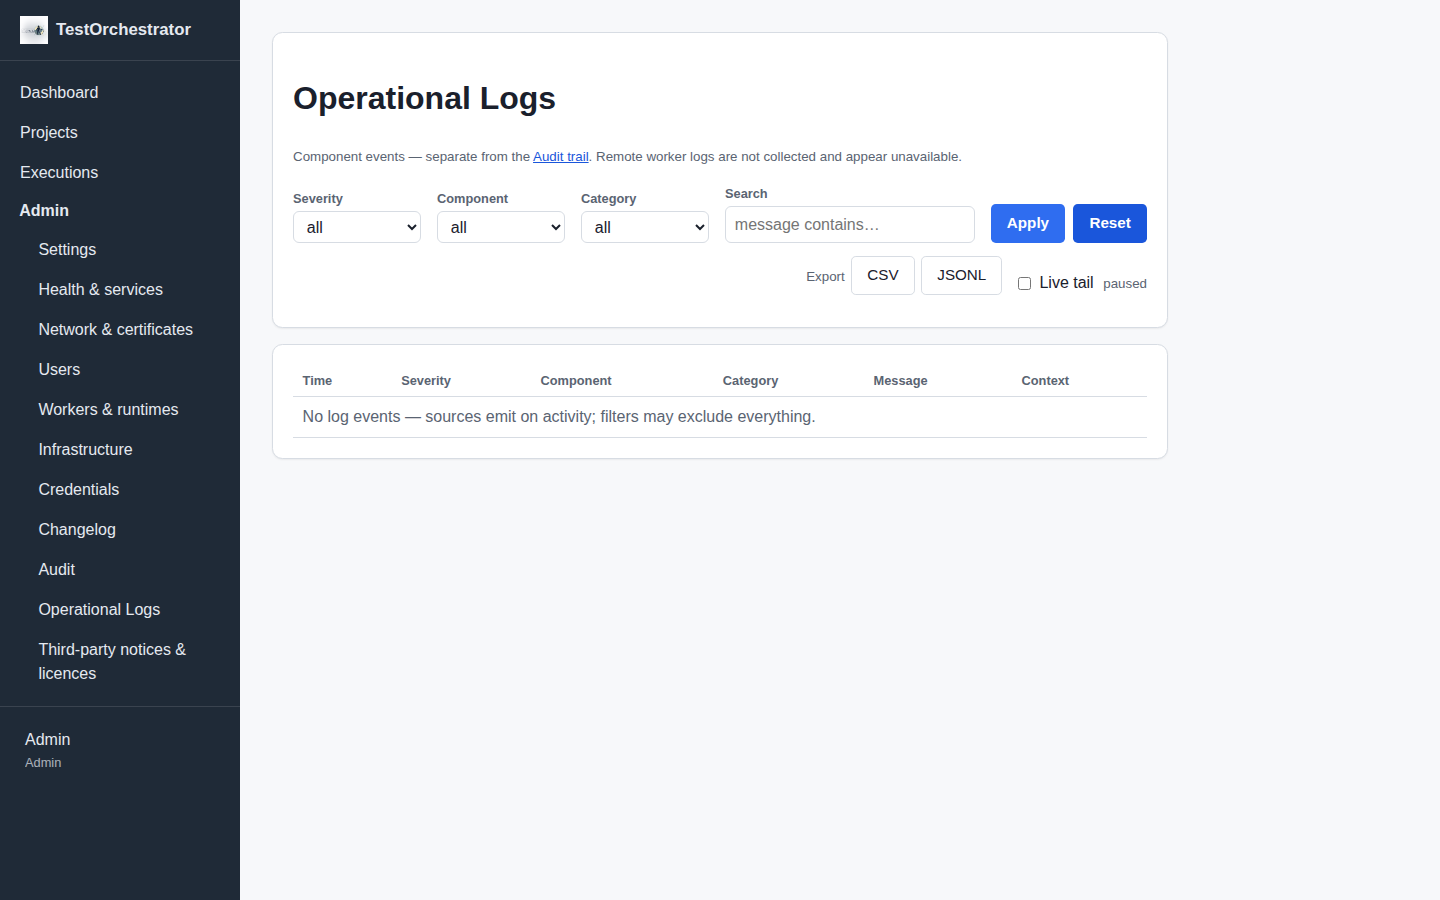 TestOrchestrator
Dashboard
Projects
Executions
Admin
Settings
Health & services
Network & certificates
Users
Workers & runtimes
Infrastructure
Credentials
Changelog
Audit
Operational Logs
Third-party notices &
licences
Admin
Admin
Operational Logs
Component events — separate from the Audit trail. Remote worker logs are not collected and appear unavailable.
Severity Component Category Search
all all all message contains… Apply Reset
Export CSV JSONL Live tail paused
Time Severity Component Category Message Context
No log events — sources emit on activity; filters may exclude everything.